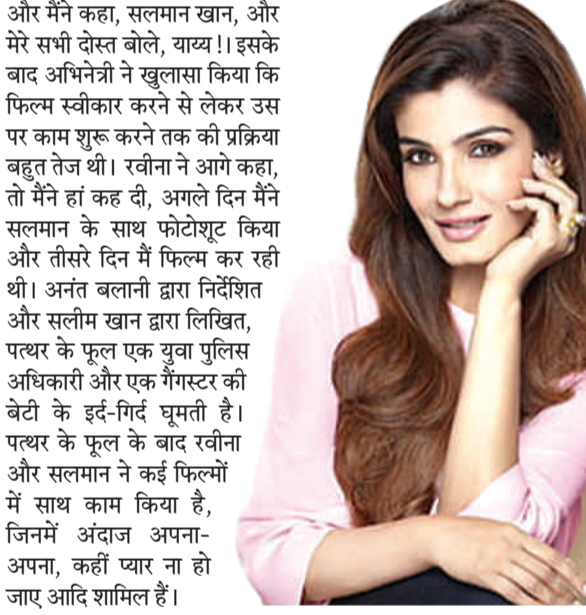 और मैंने कहा, सलमान खान, और
मेरे सभी दोस्त बोले, याय्य !। इसके
बाद अभिनेत्री ने खुलासा किया कि
फिल्म स्वीकार करने से लेकर उस
पर काम शुरू करने तक की प्रक्रिया
बहुत तेज थी। रवीना ने आगे कहा,
तो मैंने हां कह दी, अगले दिन मैंने
सलमान के साथ फोटोशूट किया
और तीसरे दिन मैं फिल्म कर रही
थी। अनंत बलानी द्वारा निर्देशित
और सलीम खान द्वारा लिखित,
पत्थर के फूल एक युवा पुलिस
अधिकारी और एक गैंगस्टर की
बेटी के इर्द-गिर्द घूमती है।
पत्थर के फूल के बाद रवीना
और सलमान ने कई फिल्मों
में साथ काम किया है,
जिनमें अंदाज अपना-
अपना, कहीं प्यार ना हो
जाए आदि शामिल हैं।